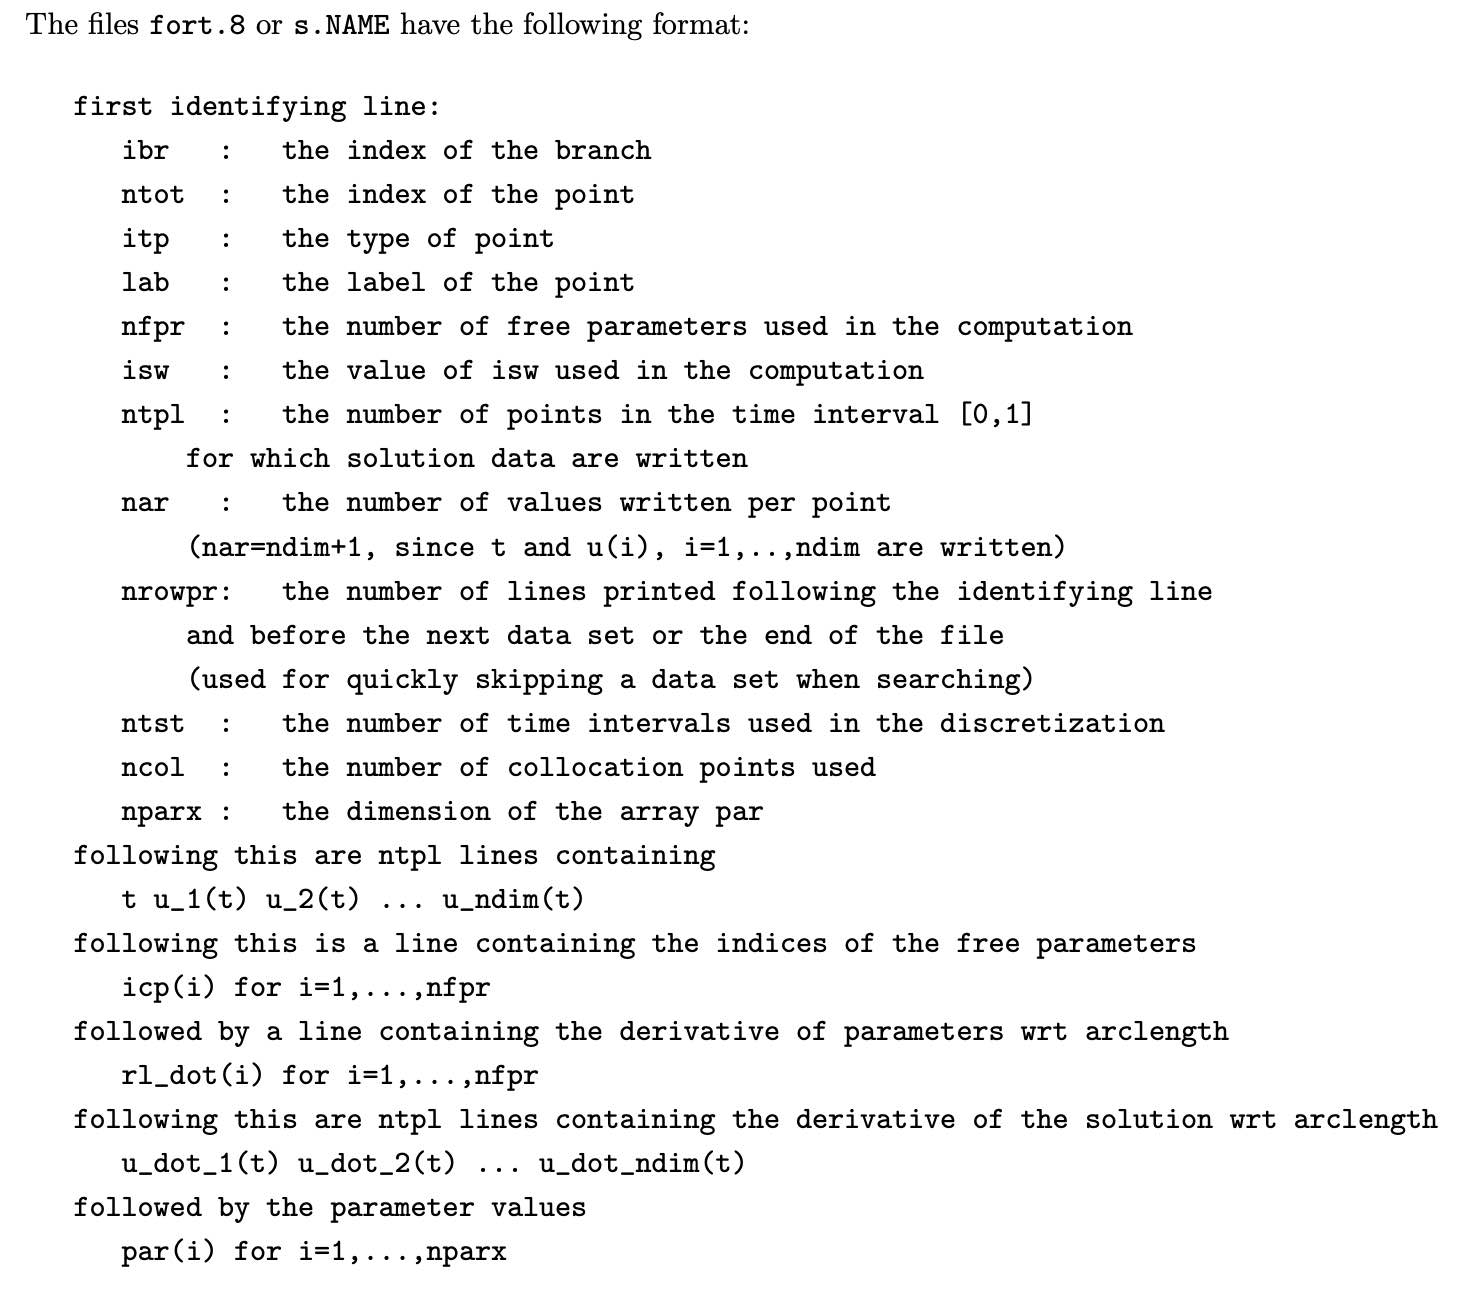 The files fort.8 or s.NAME have the following format:
first identifying line:
ibr : the index of the branch
ntot : the index of the point
itp : the type of point
lab : the label of the point
nfpr : the number of free parameters used in the computation
isw : the value of isw used in the computation
ntpl : the number of points in the time interval [0,1]
for which solution data are written
nar : the number of values written per point
(nar=ndim+1, since t and u(i), i=1,..,ndim are written)
nrowpr: the number of lines printed following the identifying line
and before the next data set or the end of the file
(used for quickly skipping a data set when searching)
ntst : the number of time intervals used in the discretization
ncol : the number of collocation points used
nparx : the dimension of the array par
following this are ntpl lines containing
t u_1(t) u_2(t) ... u_ndim(t)
following this is a line containing the indices of the free parameters
icp(i) for i=1,...,nfpr
followed by a line containing the derivative of parameters wrt arclength
rl_dot(i) for i=1,...,nfpr
following this are ntpl lines containing the derivative of the solution wrt arclength
u_dot_1(t) u_dot_2(t) ... u_dot_ndim(t)
followed by the parameter values
par(i) for i=1,...,nparx